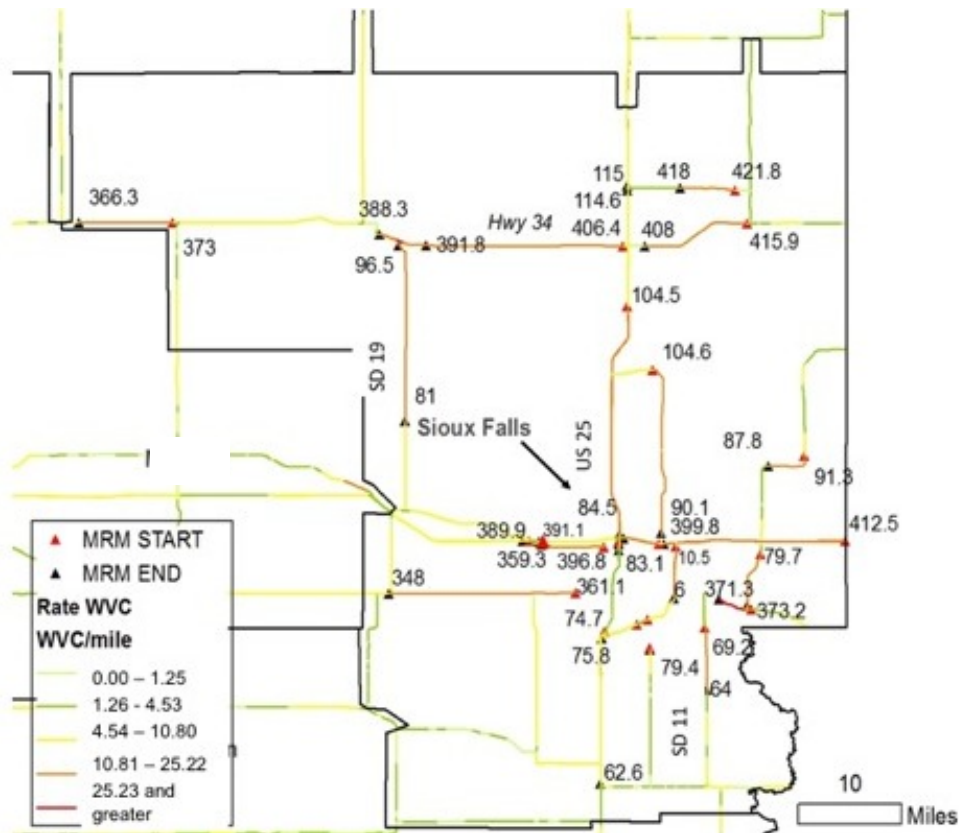 115
418
421.8
114.6
366.3
388.3
Hwy 34
406.4
408
415.9
373
96.5
391.8
104.5
SD 19
104.6
81
Sioux Falls
US 25
87.8
91.3
84.5
90.1
389.9
391.1
399.8
412.5
359.3
396.8
83.1
10.5
79.7
348
361.1
6
371.3
373.2
74.7
75.8
79.4
69.2
64
SD 11
62.6
MRM START
MRM END
Rate WVC
WVC/mile
0.00 – 1.25
1.26 - 4.53
4.54 – 10.80
10.81 – 25.22
25.23 and
greater
10
Miles